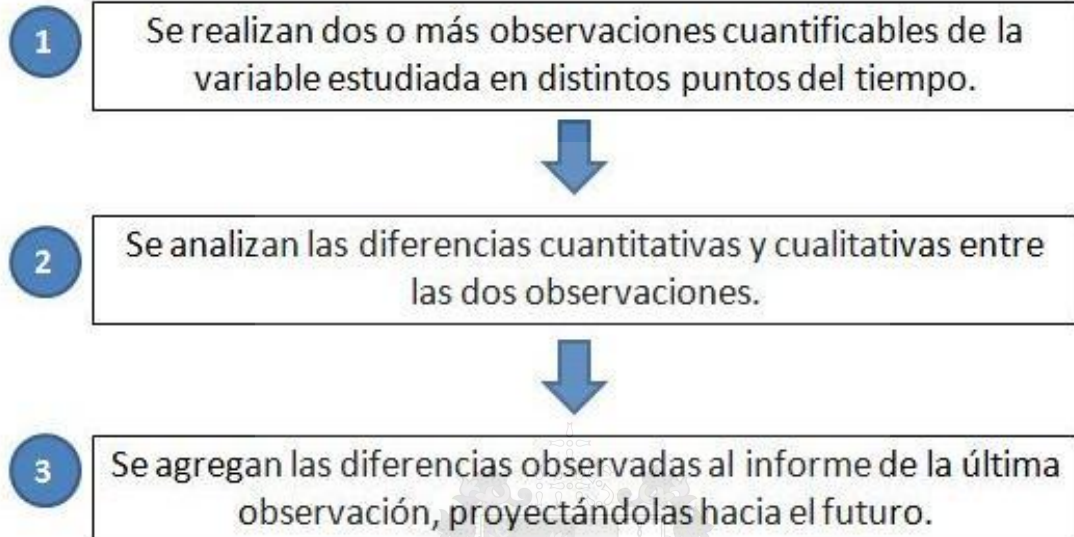 1
Se realizan dos o más observaciones cuantificables de la
variable estudiada en distintos puntos del tiempo.
2
Se analizan las diferencias cuantitativas y cualitativas entre
las dos observaciones.
3
Se agregan las diferencias observadas al informe de la última
observación, proyectándolas hacia el futuro.